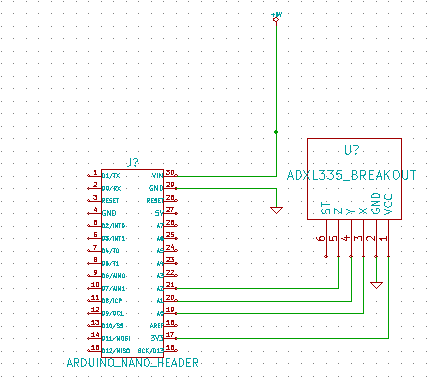 +9V
U?
ADXL335_BREAKOUT
ST
Z
Y
X
GND
VCC
6
5
4
3
2
1
J?
1 D1/TX VIN 30
2 D0/RX GND 29
3 RESET RESET 28
4 GND 5V 27
5 D2/INT0 A7 26
6 D3/INT1 A6 25
7 D4/T0 A5 24
8 D5/T1 A4 23
9 D6/AIN0 A3 22
10 D7/AIN1 A2 21
11 D8/ICP A1 20
12 D9/OC1 A0 19
13 D10/SS AREF 18
14 D11/MOSI 3V3 17
15 D12/MISO SCK/D13 16
ARDUINO_NANO_HEADER